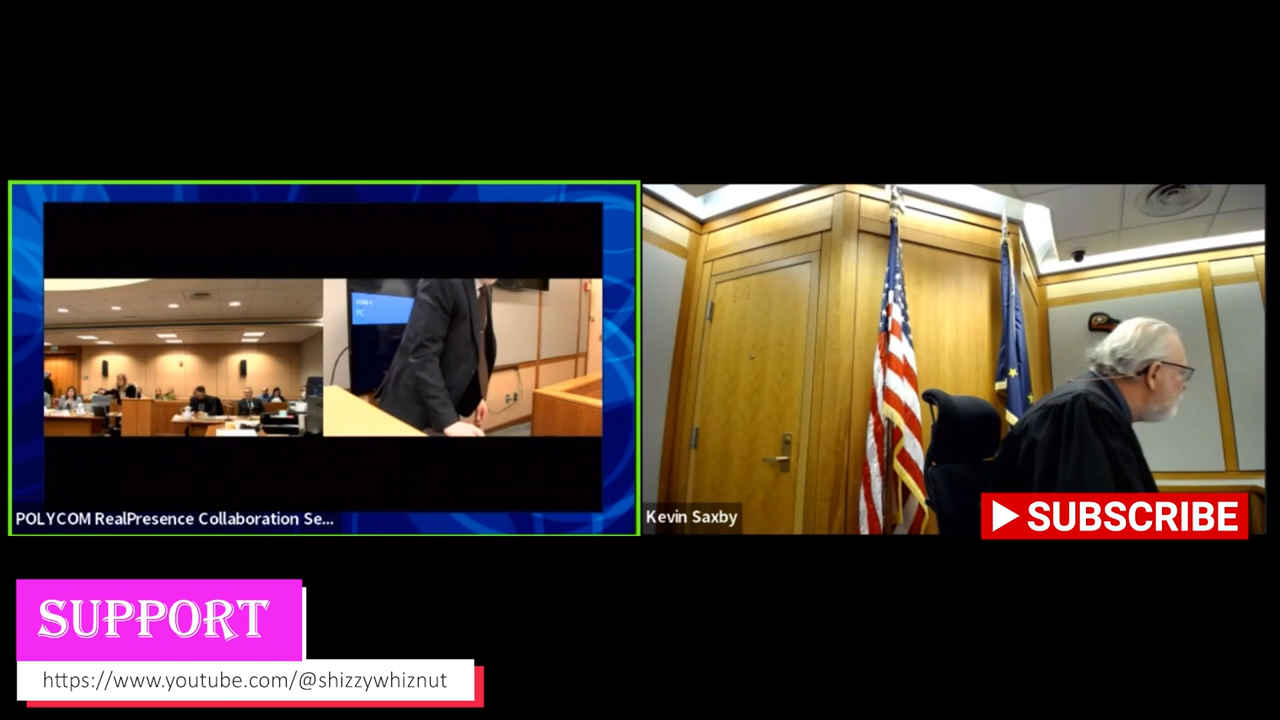 POLYCOM RealPresence Collaboration Se...
Kevin Saxby
SUBSCRIBE
SUPPORT
https://www.youtube.com/@shizzywhiznut